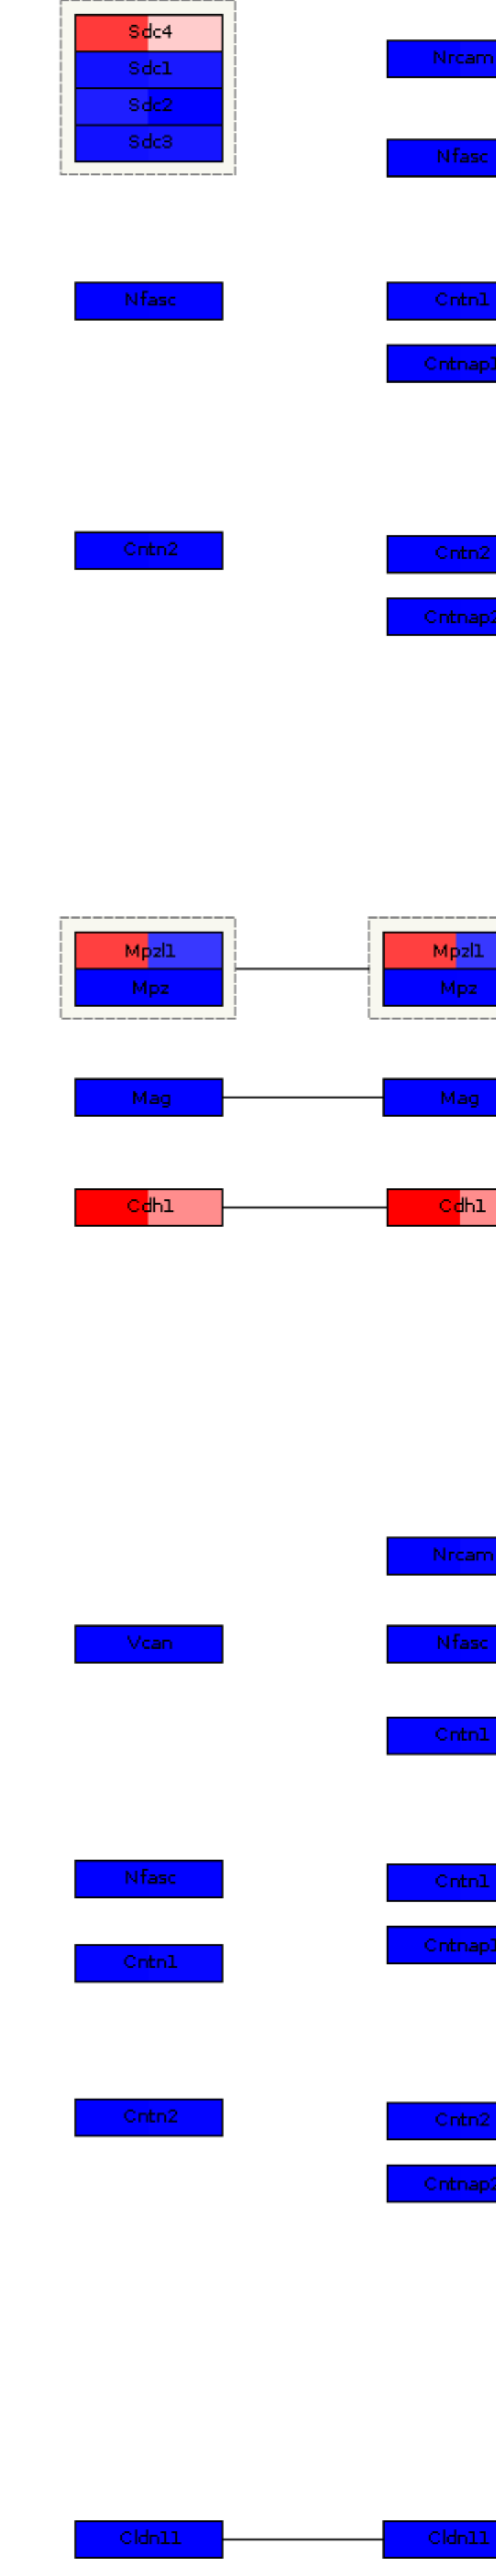 Sdc4
Nrcam
Sdc1
Sdc2
Sdc3
Nfasc
Nfasc
Cntn1
Cntnap1
Cntn2
Cntn2
Cntnap2
Mpzl1
Mpzl1
Mpz
Mpz
Mag
Mag
Cdh1
Cdh1
Nrcam
Vcan
Nfasc
Cntn1
Nfasc
Cntn1
Cntnap1
Cntn1
Cntn2
Cntn2
Cntnap2
Cldn11
Cldn11